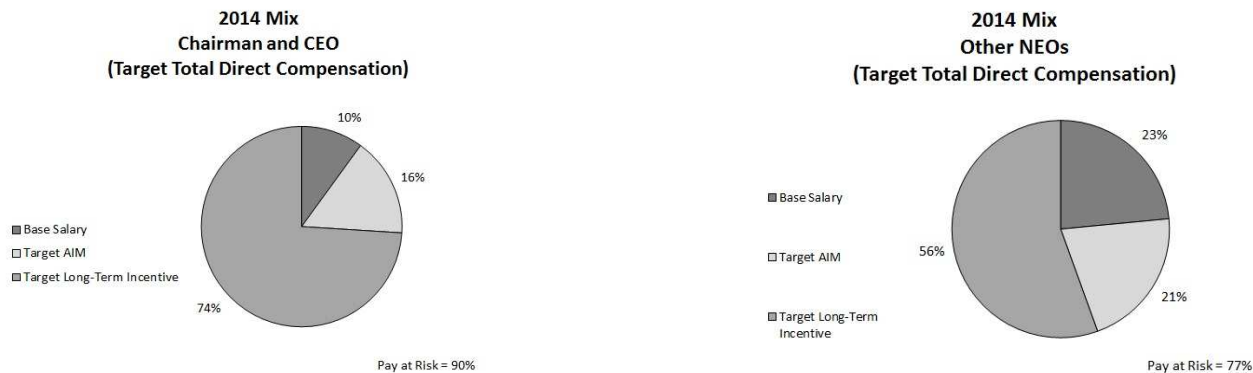 2014 Mix
Chairman and CEO
(Target Total Direct Compensation)
10%
16%
74%
Base Salary
Target AIM
Target Long-Term Incentive
Pay at Risk = 90%
2014 Mix
Other NEOs
(Target Total Direct Compensation)
23%
21%
56%
Base Salary
Target AIM
Target Long-Term
Incentive
Pay at Risk = 77%